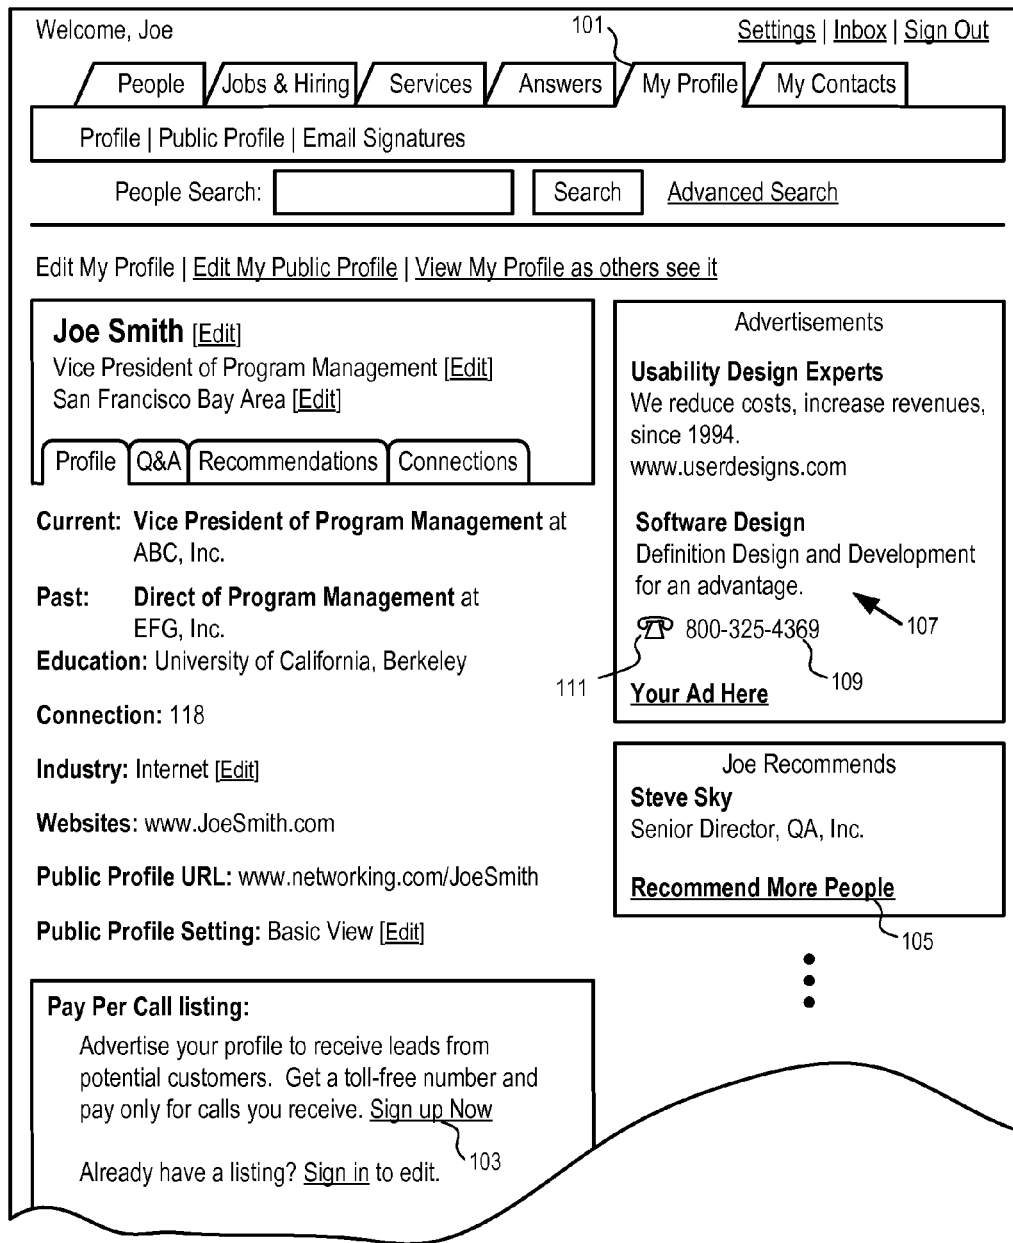 Welcome, Joe
101
Settings | Inbox | Sign Out
People
Jobs & Hiring
Services
Answers
My Profile
My Contacts
Profile | Public Profile | Email Signatures
People Search:
Search
Advanced Search
Edit My Profile | Edit My Public Profile | View My Profile as others see it
Joe Smith [Edit]
Vice President of Program Management [Edit]
San Francisco Bay Area [Edit]
Profile
Q&A
Recommendations
Connections
Current: Vice President of Program Management at
ABC, Inc.
Past: Direct of Program Management at
EFG, Inc.
Education: University of California, Berkeley
Connection: 118
Industry: Internet [Edit]
Websites: www.JoeSmith.com
Public Profile URL: www.networking.com/JoeSmith
Public Profile Setting: Basic View [Edit]
Pay Per Call listing:
Advertise your profile to receive leads from
potential customers. Get a toll-free number and
pay only for calls you receive. Sign up Now
103
Already have a listing? Sign in to edit.
Advertisements
Usability Design Experts
We reduce costs, increase revenues,
since 1994.
www.userdesigns.com
Software Design
Definition Design and Development
for an advantage.
107
800-325-4369
111
109
Your Ad Here
Joe Recommends
Steve Sky
Senior Director, QA, Inc.
Recommend More People
105